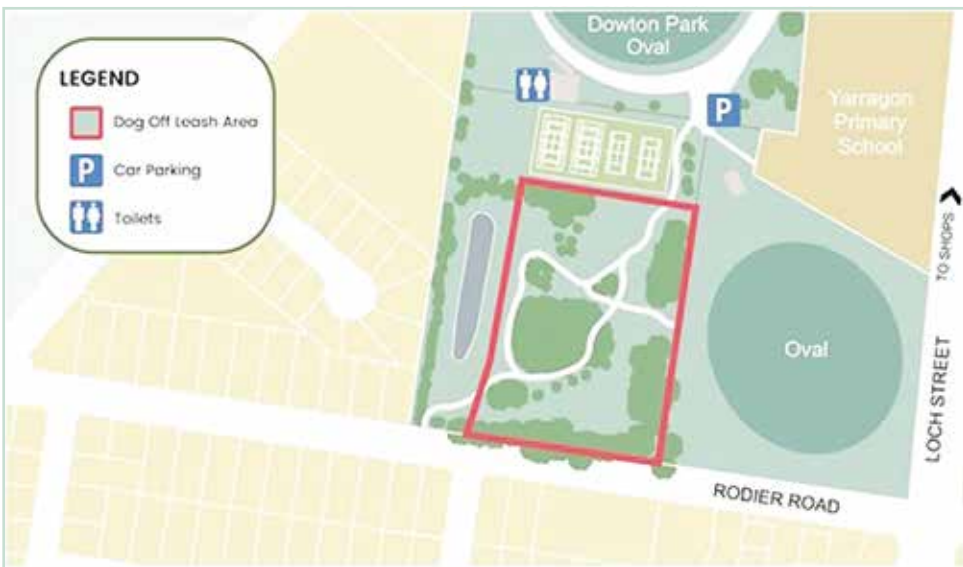 Dowton Park
Oval
LEGEND
Dog Off Leash Area
P
Car Parking
Toilets
P
Yarragon
Primary
School
TO SHOPS
Oval
LOCH STREET
RODIER ROAD